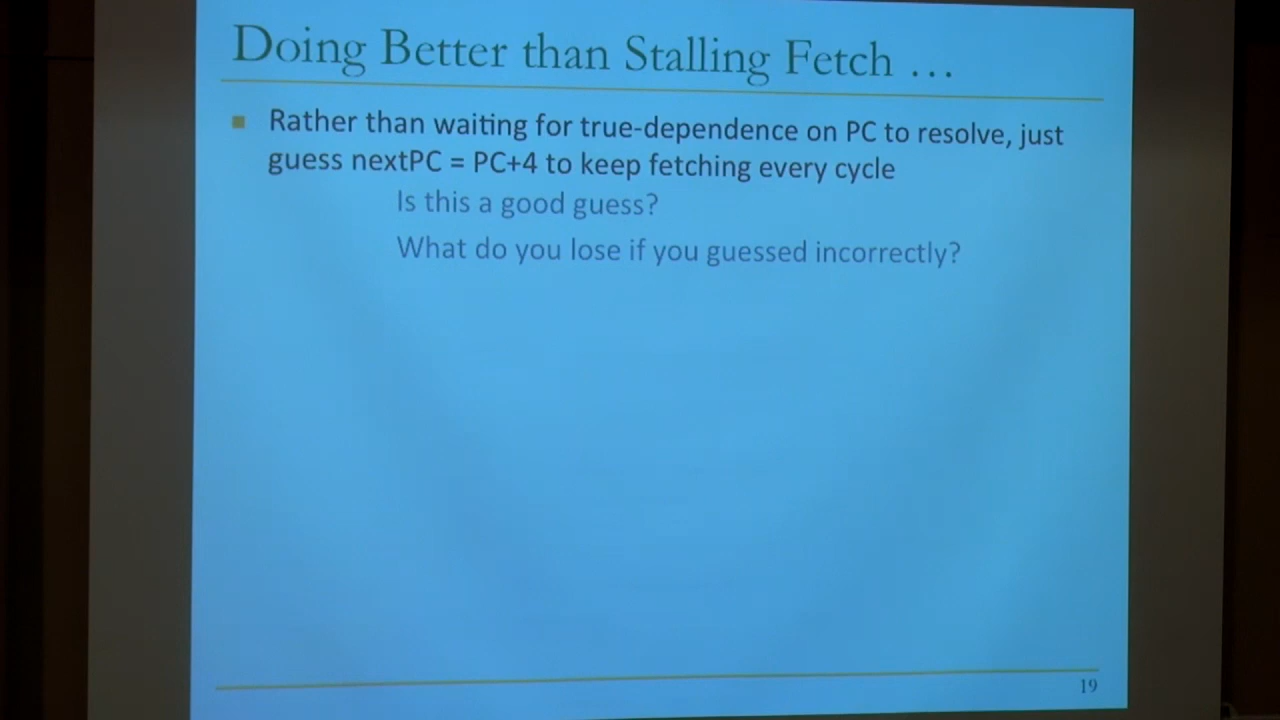 Doing Better than Stalling Fetch …
Rather than waiting for true-dependence on PC to resolve, just
guess nextPC = PC+4 to keep fetching every cycle
Is this a good guess?
What do you lose if you guessed incorrectly?
19